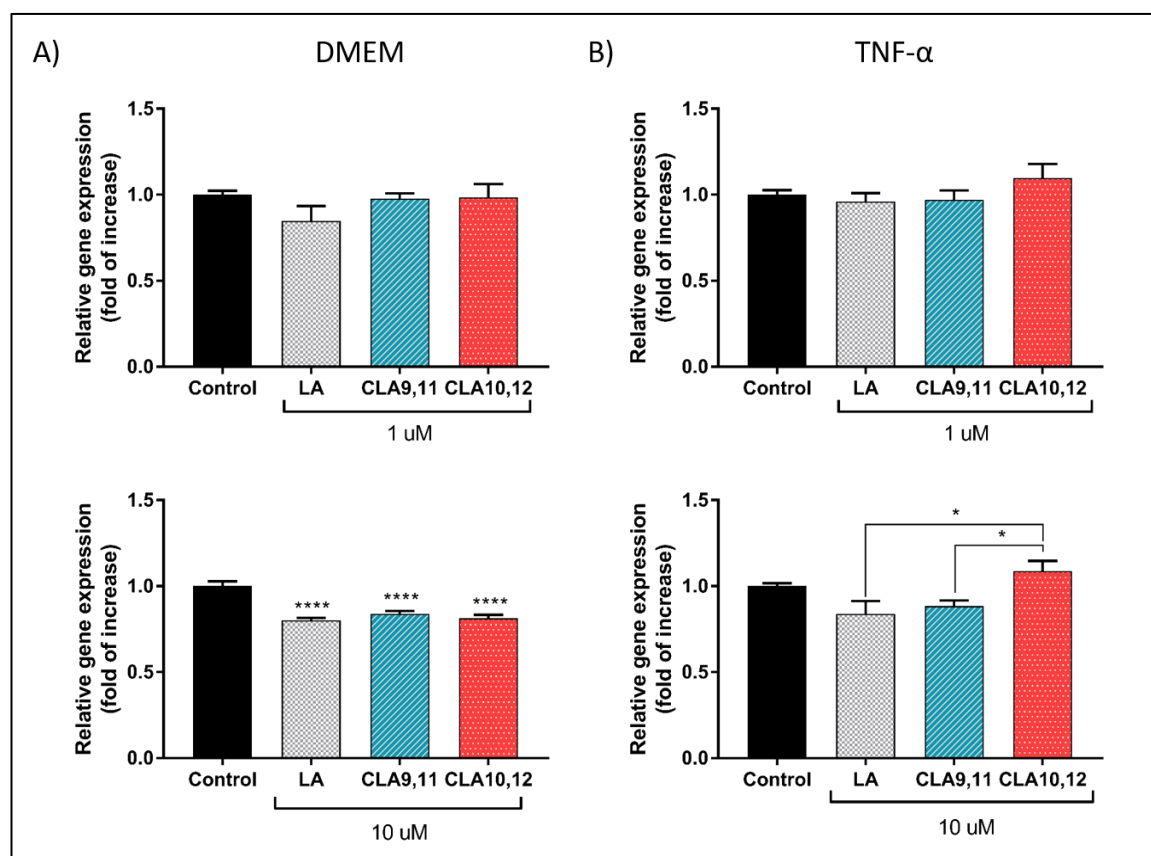 A)
DMEM
B)
TNF-α
Relative gene expression
(fold of increase)
1.5
1.0
0.5
0.0
Control
LA
CLA9,11
CLA10,12
1 uM
Relative gene expression
(fold of increase)
1.5
1.0
0.5
0.0
Control
LA
CLA9,11
CLA10,12
1 uM
Relative gene expression
(fold of increase)
1.5
1.0
0.5
0.0
****
****
****
Control
LA
CLA9,11
CLA10,12
10 uM
Relative gene expression
(fold of increase)
1.5
1.0
0.5
0.0
*
*
Control
LA
CLA9,11
CLA10,12
10 uM